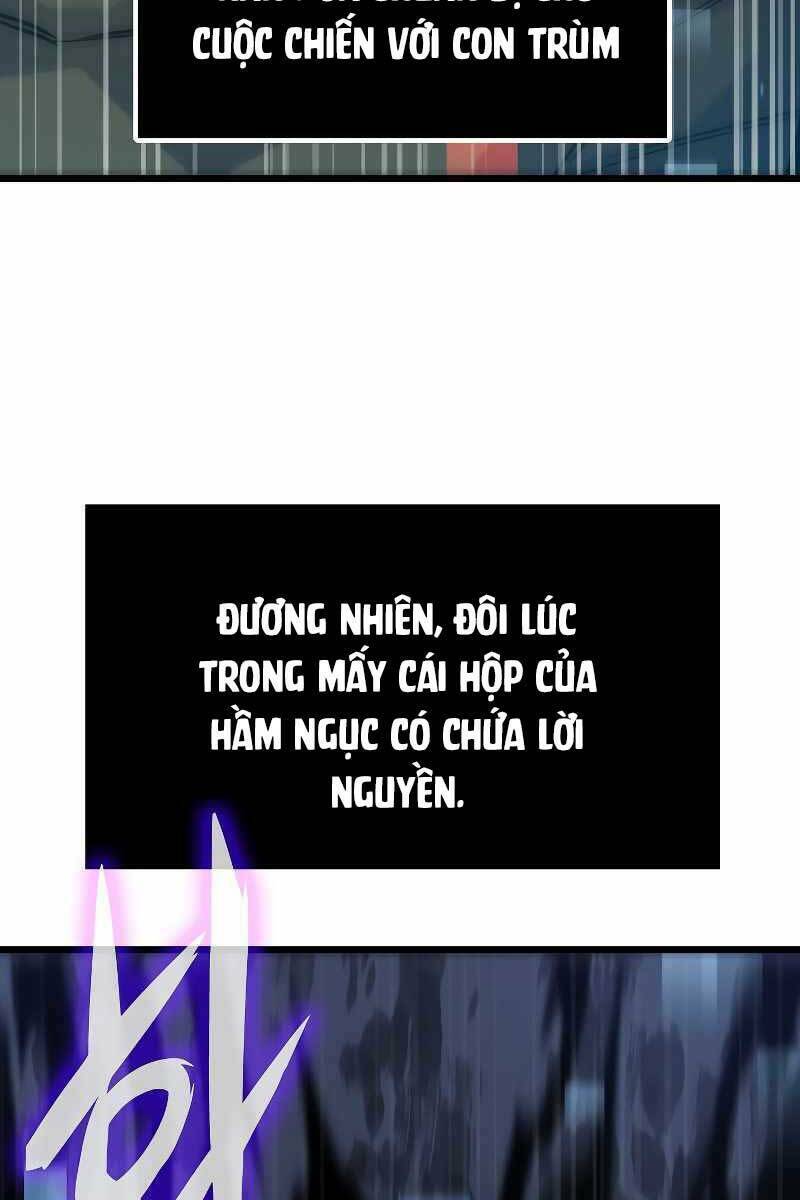 CUỘC CHIẾN VỚI CON TRÙM
ĐƯƠNG NHIÊN, ĐÔI LÚC
TRONG MẤY CÁI HỘP CỦA
HẦM NGỤC CÓ CHỨA LỜI
NGUYỀN.